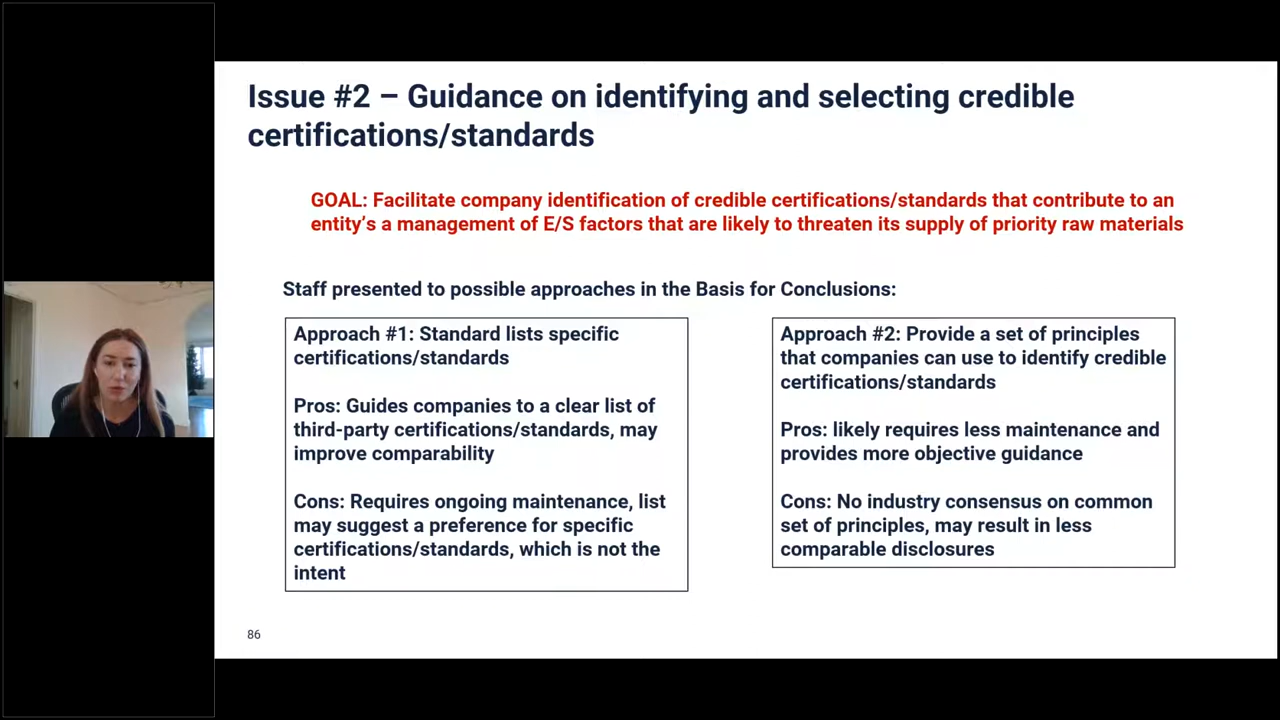 Issue #2 – Guidance on identifying and selecting credible
certifications/standards
GOAL: Facilitate company identification of credible certifications/standards that contribute to an
entity’s a management of E/S factors that are likely to threaten its supply of priority raw materials
Staff presented to possible approaches in the Basis for Conclusions:
Approach #1: Standard lists specific
certifications/standards
Pros: Guides companies to a clear list of
third-party certifications/standards, may
improve comparability
Cons: Requires ongoing maintenance, list
may suggest a preference for specific
certifications/standards, which is not the
intent
Approach #2: Provide a set of principles
that companies can use to identify credible
certifications/standards
Pros: likely requires less maintenance and
provides more objective guidance
Cons: No industry consensus on common
set of principles, may result in less
comparable disclosures
86